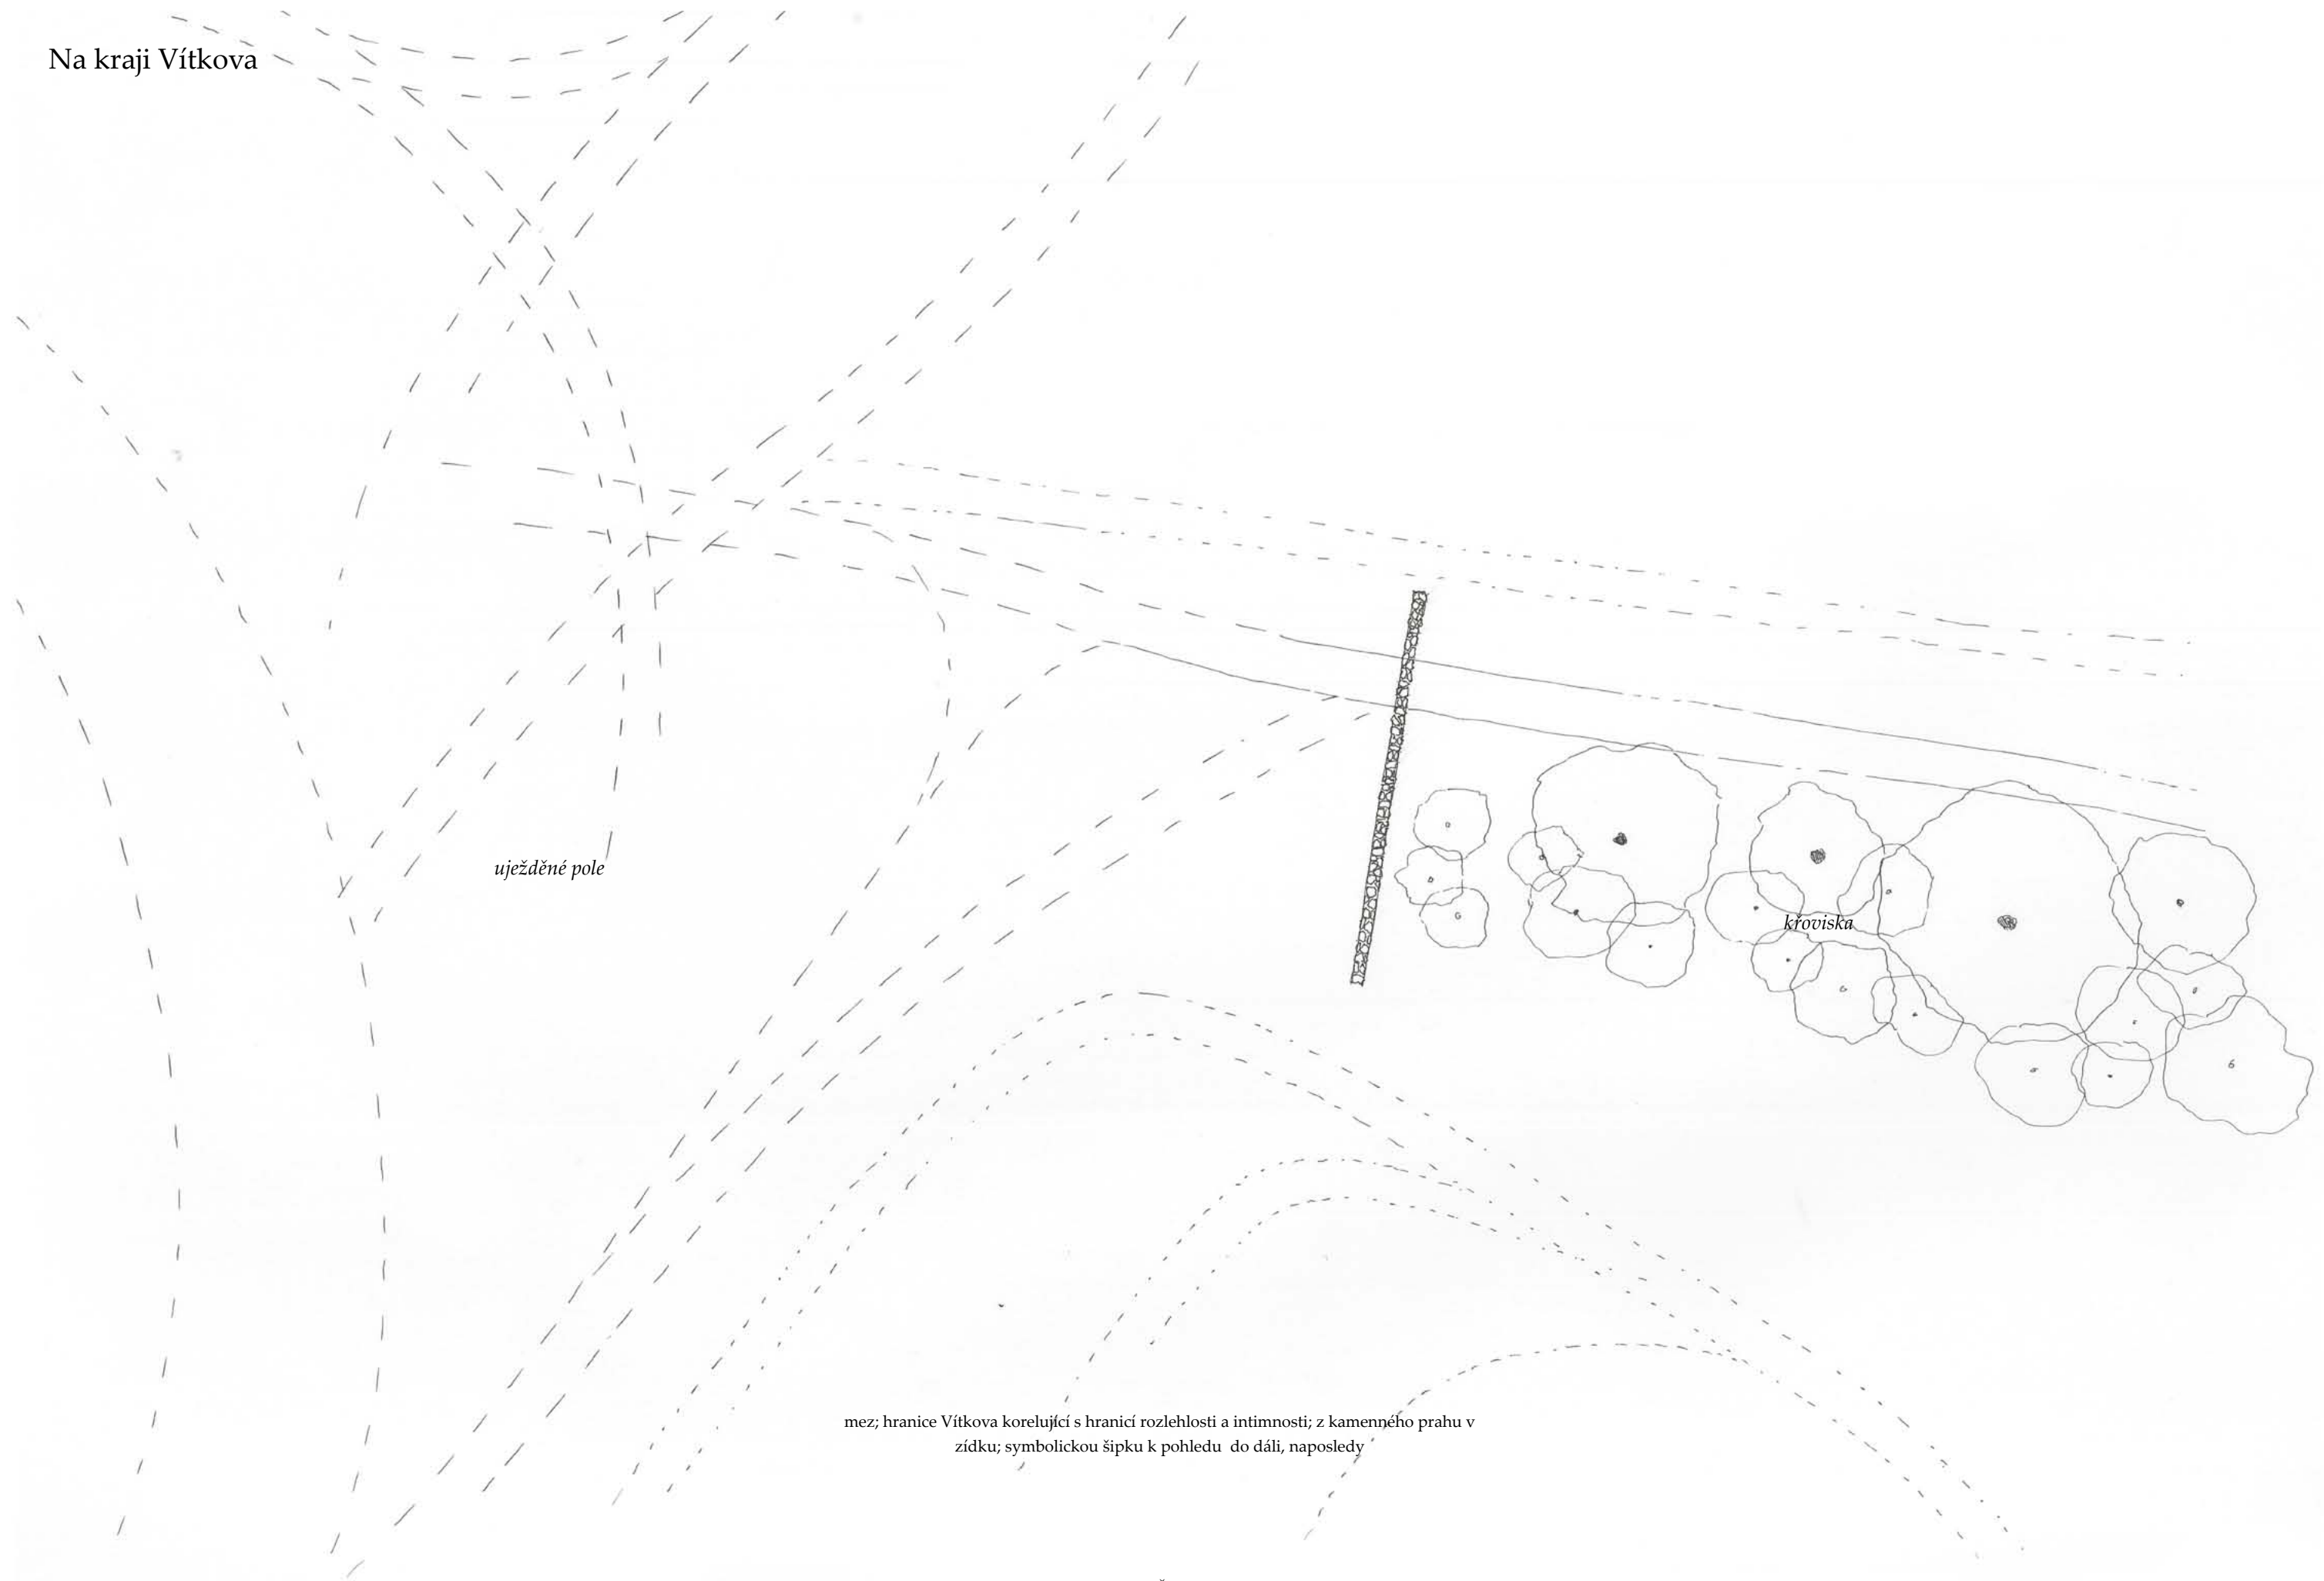 Na kraji Vítkova
uježděné pole
křoviska
mez; hranice Vítkova korelující s hranicí rozlehlosti a intimnosti; z kamenného prahu v
zídku; symbolickou šipku k pohledu  do dáli, naposledy